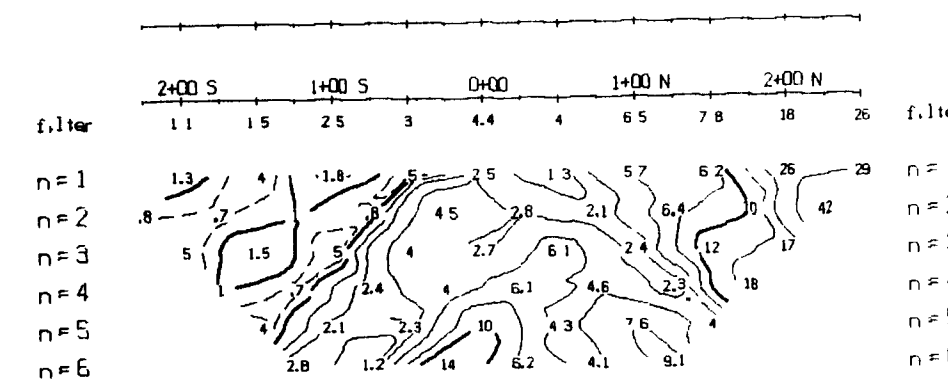 2+00 S 1+00 S 0+00 1+00 N 2+00 N
filter 1 1 1 5 2 5 3 4.4 4 6 5 7 8 18 26 filte
n=1 1.3 4 1.8 5 2 5 1 3 5 7 6 2 26 29 n=
n=2 .8 .7 .8 4 5 2.8 2.1 6.4 10 42 n=
n=3 5 1.5 5 4 2.7 6 1 2 4 12 17 n=
n=4 1 .7 2.4 4 6.1 4.6 2.3 18 n=
n=5 4 2.1 2.3 10 4 3 7 6 4 n=
n=6 2.8 1.2 14 6.2 4.1 9.1 n=